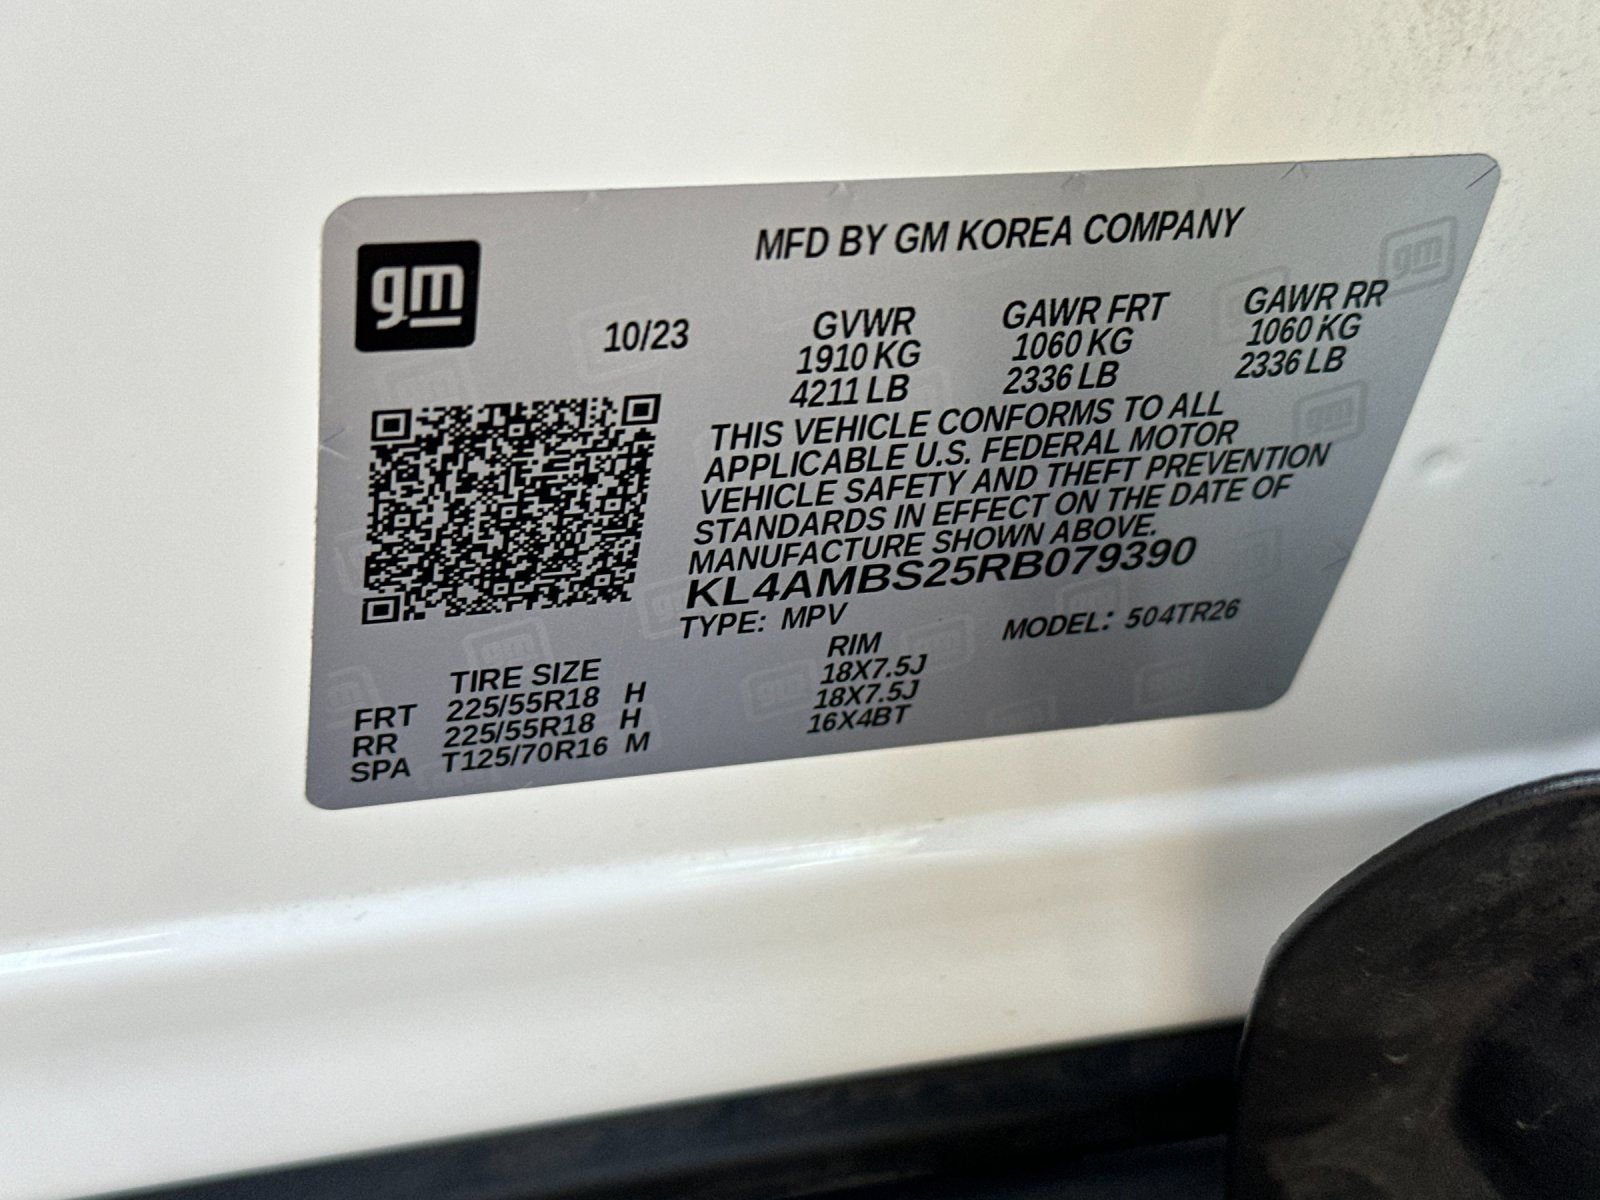 gm
MFD BY GM KOREA COMPANY
10/23
GVWR GAWR FRT GAWR RR
1910 KG 1060 KG 1060 KG
4211 LB 2336 LB 2336 LB
THIS VEHICLE CONFORMS TO ALL
APPLICABLE U.S. FEDERAL MOTOR
VEHICLE SAFETY AND THEFT PREVENTION
STANDARDS IN EFFECT ON THE DATE OF
MANUFACTURE SHOWN ABOVE.
KL4AMBS25RB079390
TYPE: MPV MODEL: 504TR26
TIRE SIZE RIM
FRT 225/55R18 H 18X7.5J
RR 225/55R18 H 18X7.5J
SPA T125/70R16 M 16X4BT